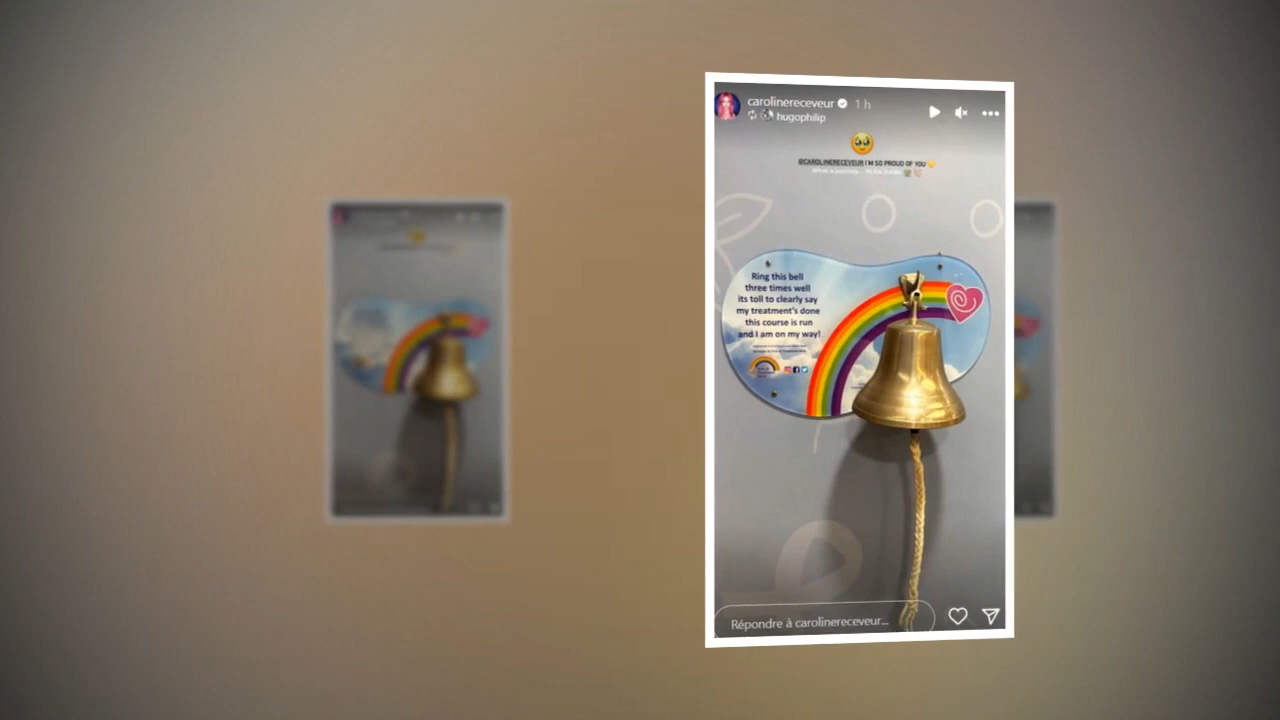 carolinereceveur 1 h
hugophilip
@CAROLINERECEVEUR I'M SO PROUD OF YOU
Ring this bell
three times well
its toll to clearly say
my treatment's done
this course is run
and I am on my way!
Répondre à carolinereceveur...